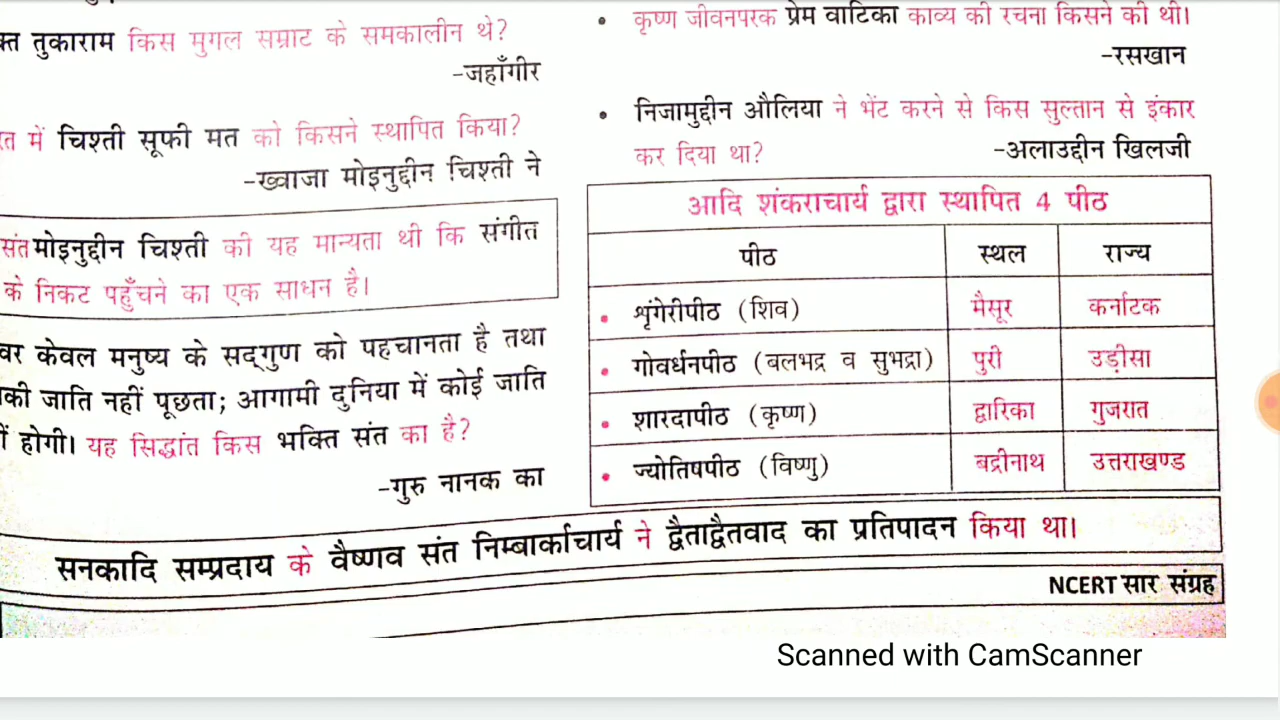 क्त तुकाराम किस मुगल सम्राट के समकालीन थे?
-जहाँगीर
में चिश्ती सूफी मत को किसने स्थापित किया?
-ख्वाजा मोइनुद्दीन चिश्ती ने
संत मोइनुद्दीन चिश्ती की यह मान्यता थी कि संगीत
के निकट पहुँचने का एक साधन है।
वर केवल मनुष्य के सद्‌गुण को पहचानता है तथा
की जाति नहीं पूछता; आगामी दुनिया में कोई जाति
होगी। यह सिद्धांत किस भक्ति संत का है?
-गुरु नानक का
• कृष्ण जीवनपरक प्रेम वाटिका काव्य की रचना किसने की थी।
-रसखान
• निजामुद्दीन औलिया ने भेंट करने से किस सुल्तान से इंकार
कर दिया था? -अलाउद्दीन खिलजी
आदि शंकराचार्य द्वारा स्थापित 4 पीठ
पीठ स्थल राज्य
• श्रृंगेरीपीठ (शिव) मैसूर कर्नाटक
• गोवर्धनपीठ (बलभद्र व सुभद्रा) पुरी उड़ीसा
• शारदापीठ (कृष्ण) द्वारिका गुजरात
• ज्योतिषपीठ (विष्णु) बद्रीनाथ उत्तराखण्ड
सनकादि सम्प्रदाय के वैष्णव संत निम्बार्काचार्य ने द्वैताद्वैतवाद का प्रतिपादन किया था।
NCERT सार संग्रह
Scanned with CamScanner